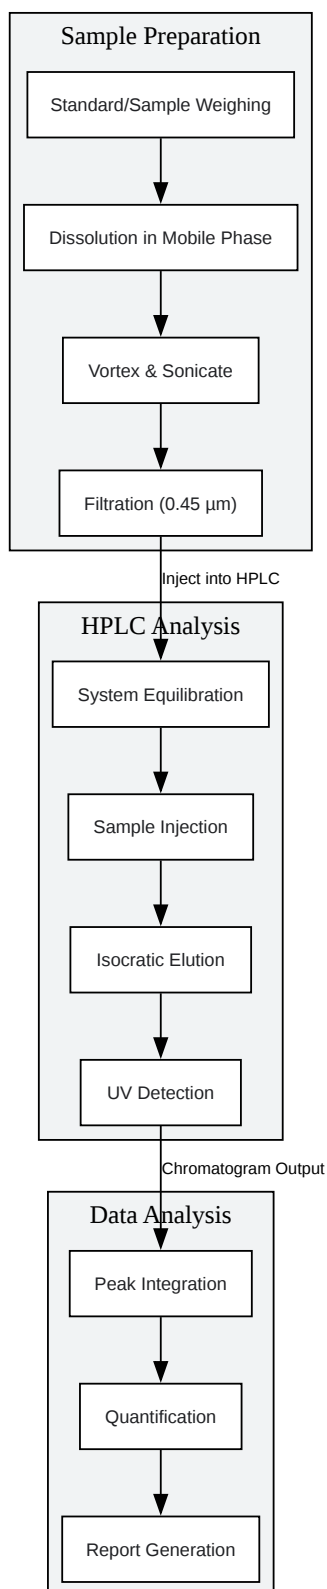 Sample Preparation
Standard/Sample Weighing
Dissolution in Mobile Phase
Vortex & Sonicate
Filtration (0.45 µm)
Inject into HPLC
HPLC Analysis
System Equilibration
Sample Injection
Isocratic Elution
UV Detection
Chromatogram Output
Data Analysis
Peak Integration
Quantification
Report Generation